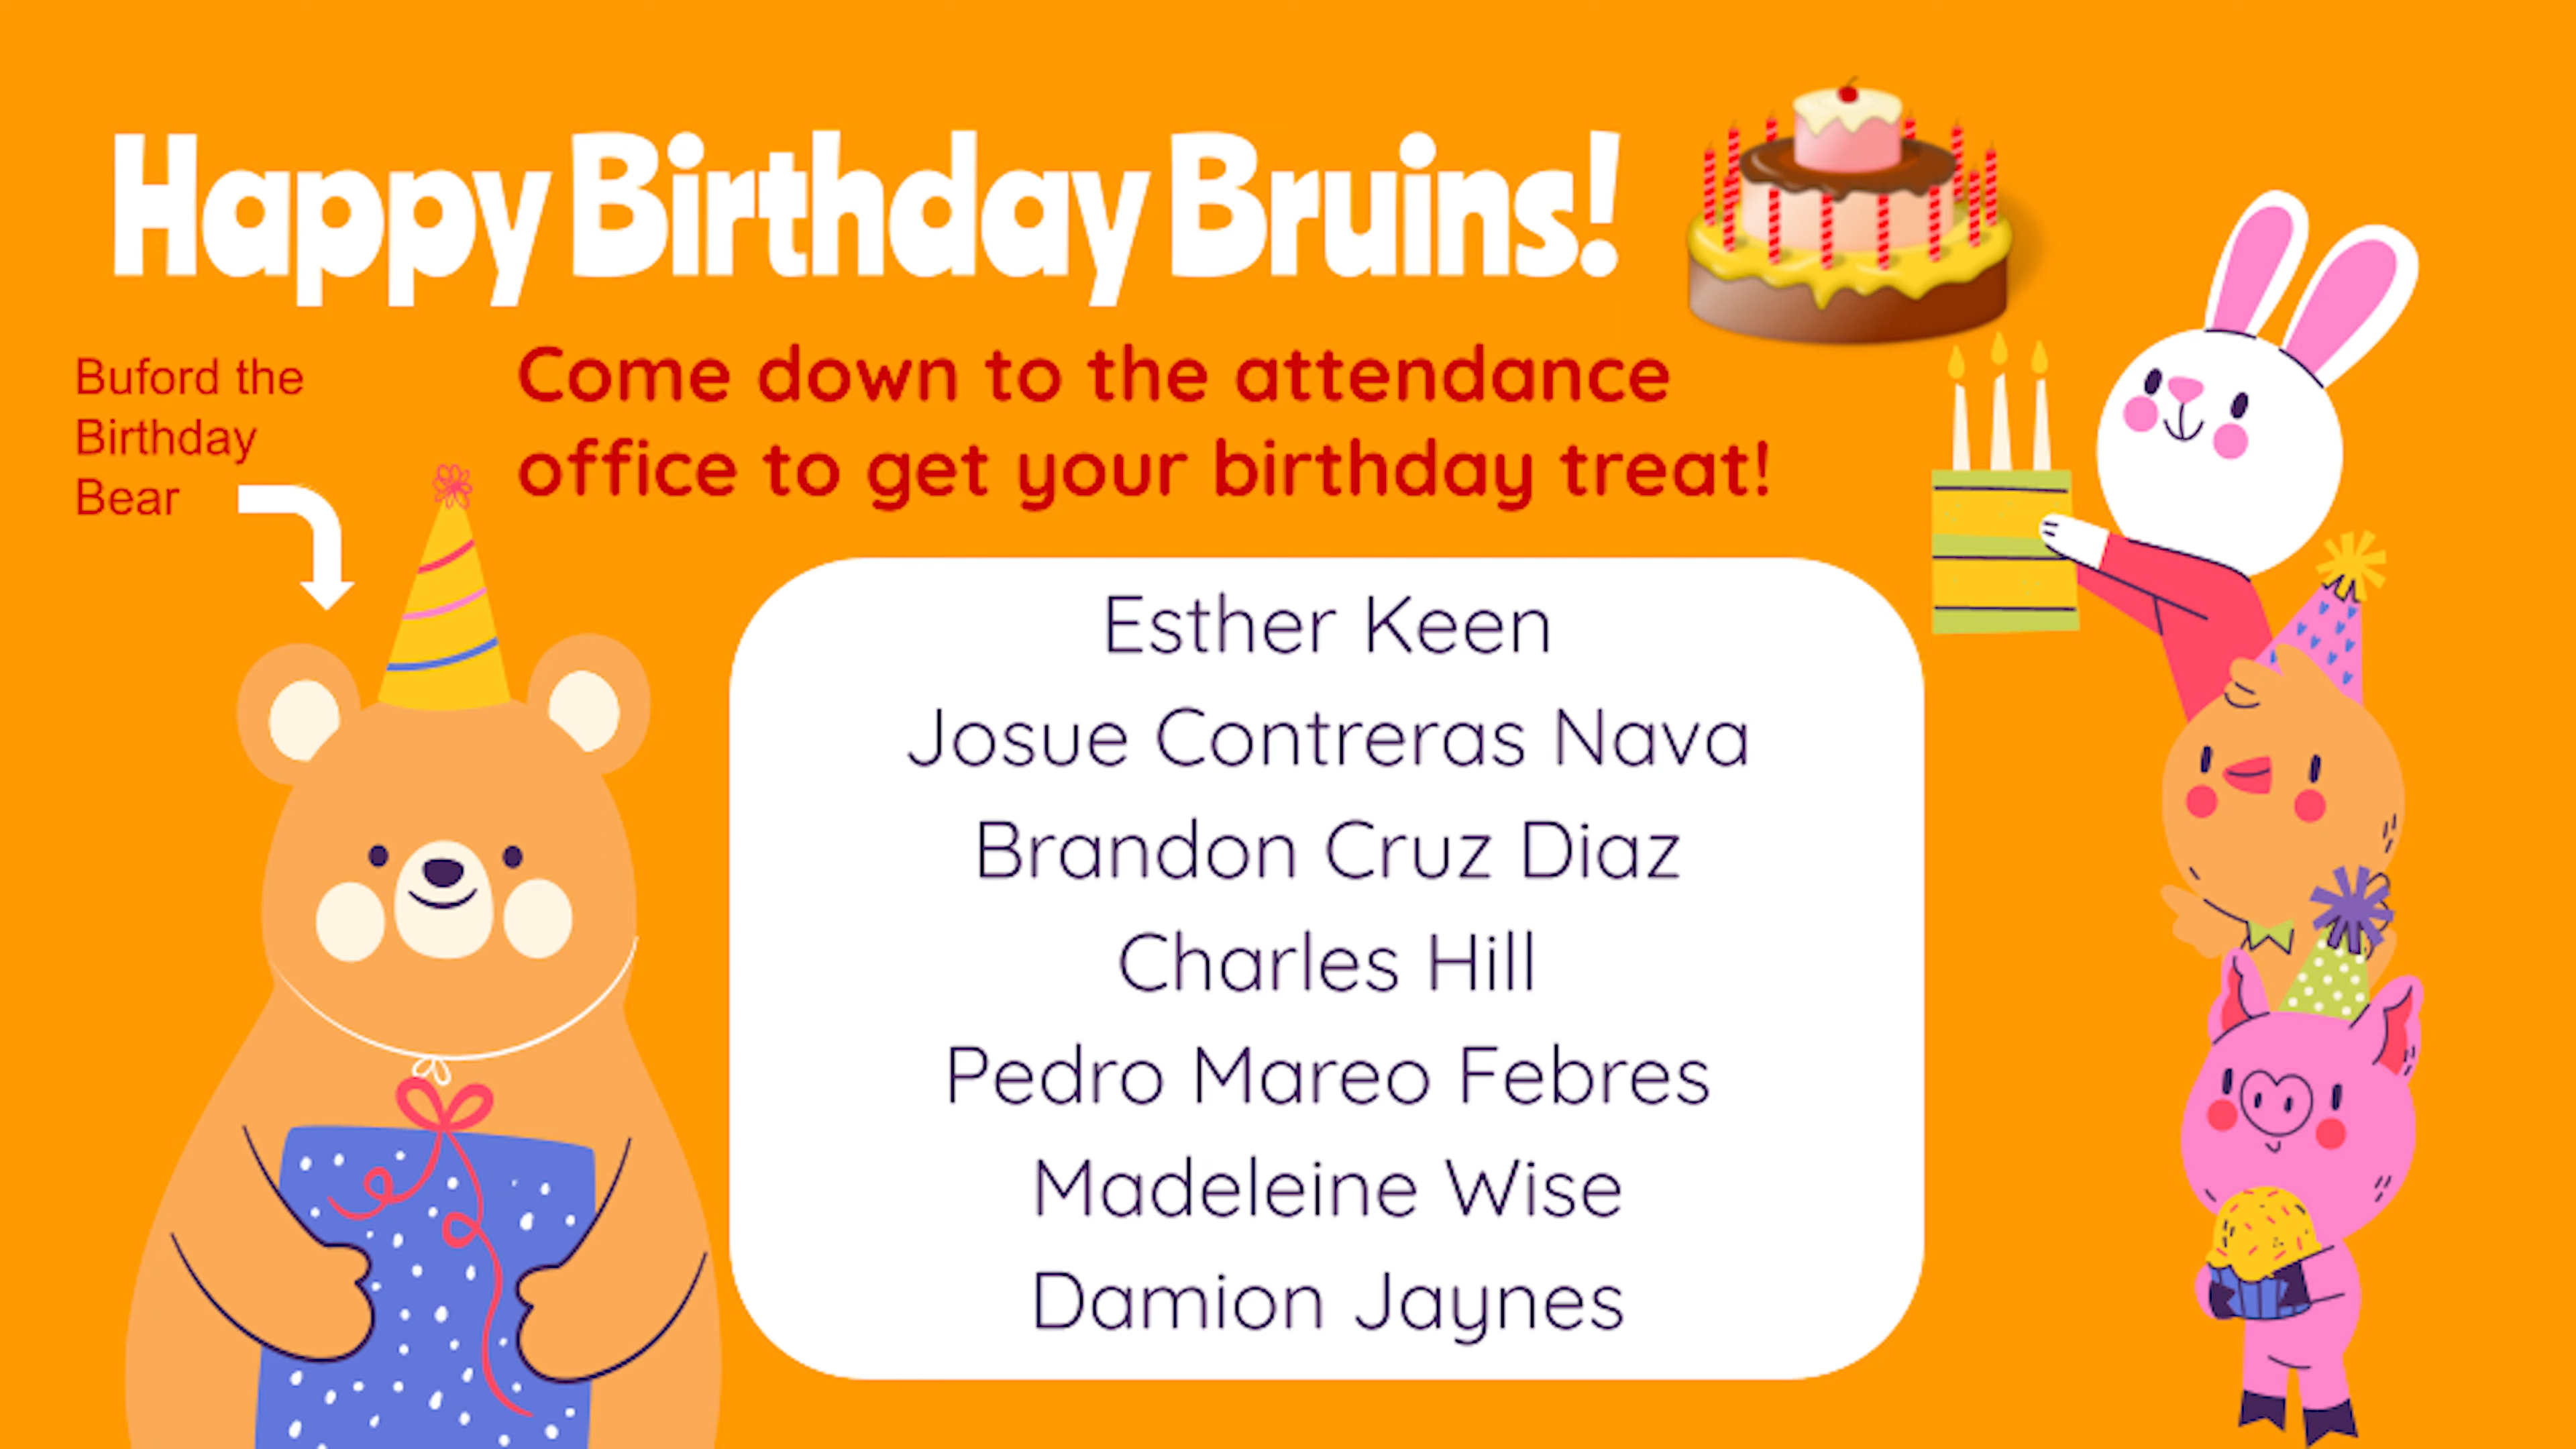 Happy Birthday Bruins!
Buford the
Birthday
Bear
Come down to the attendance
office to get your birthday treat!
Esther Keen
Josue Contreras Nava
Brandon Cruz Diaz
Charles Hill
Pedro Mareo Febres
Madeleine Wise
Damion Jaynes